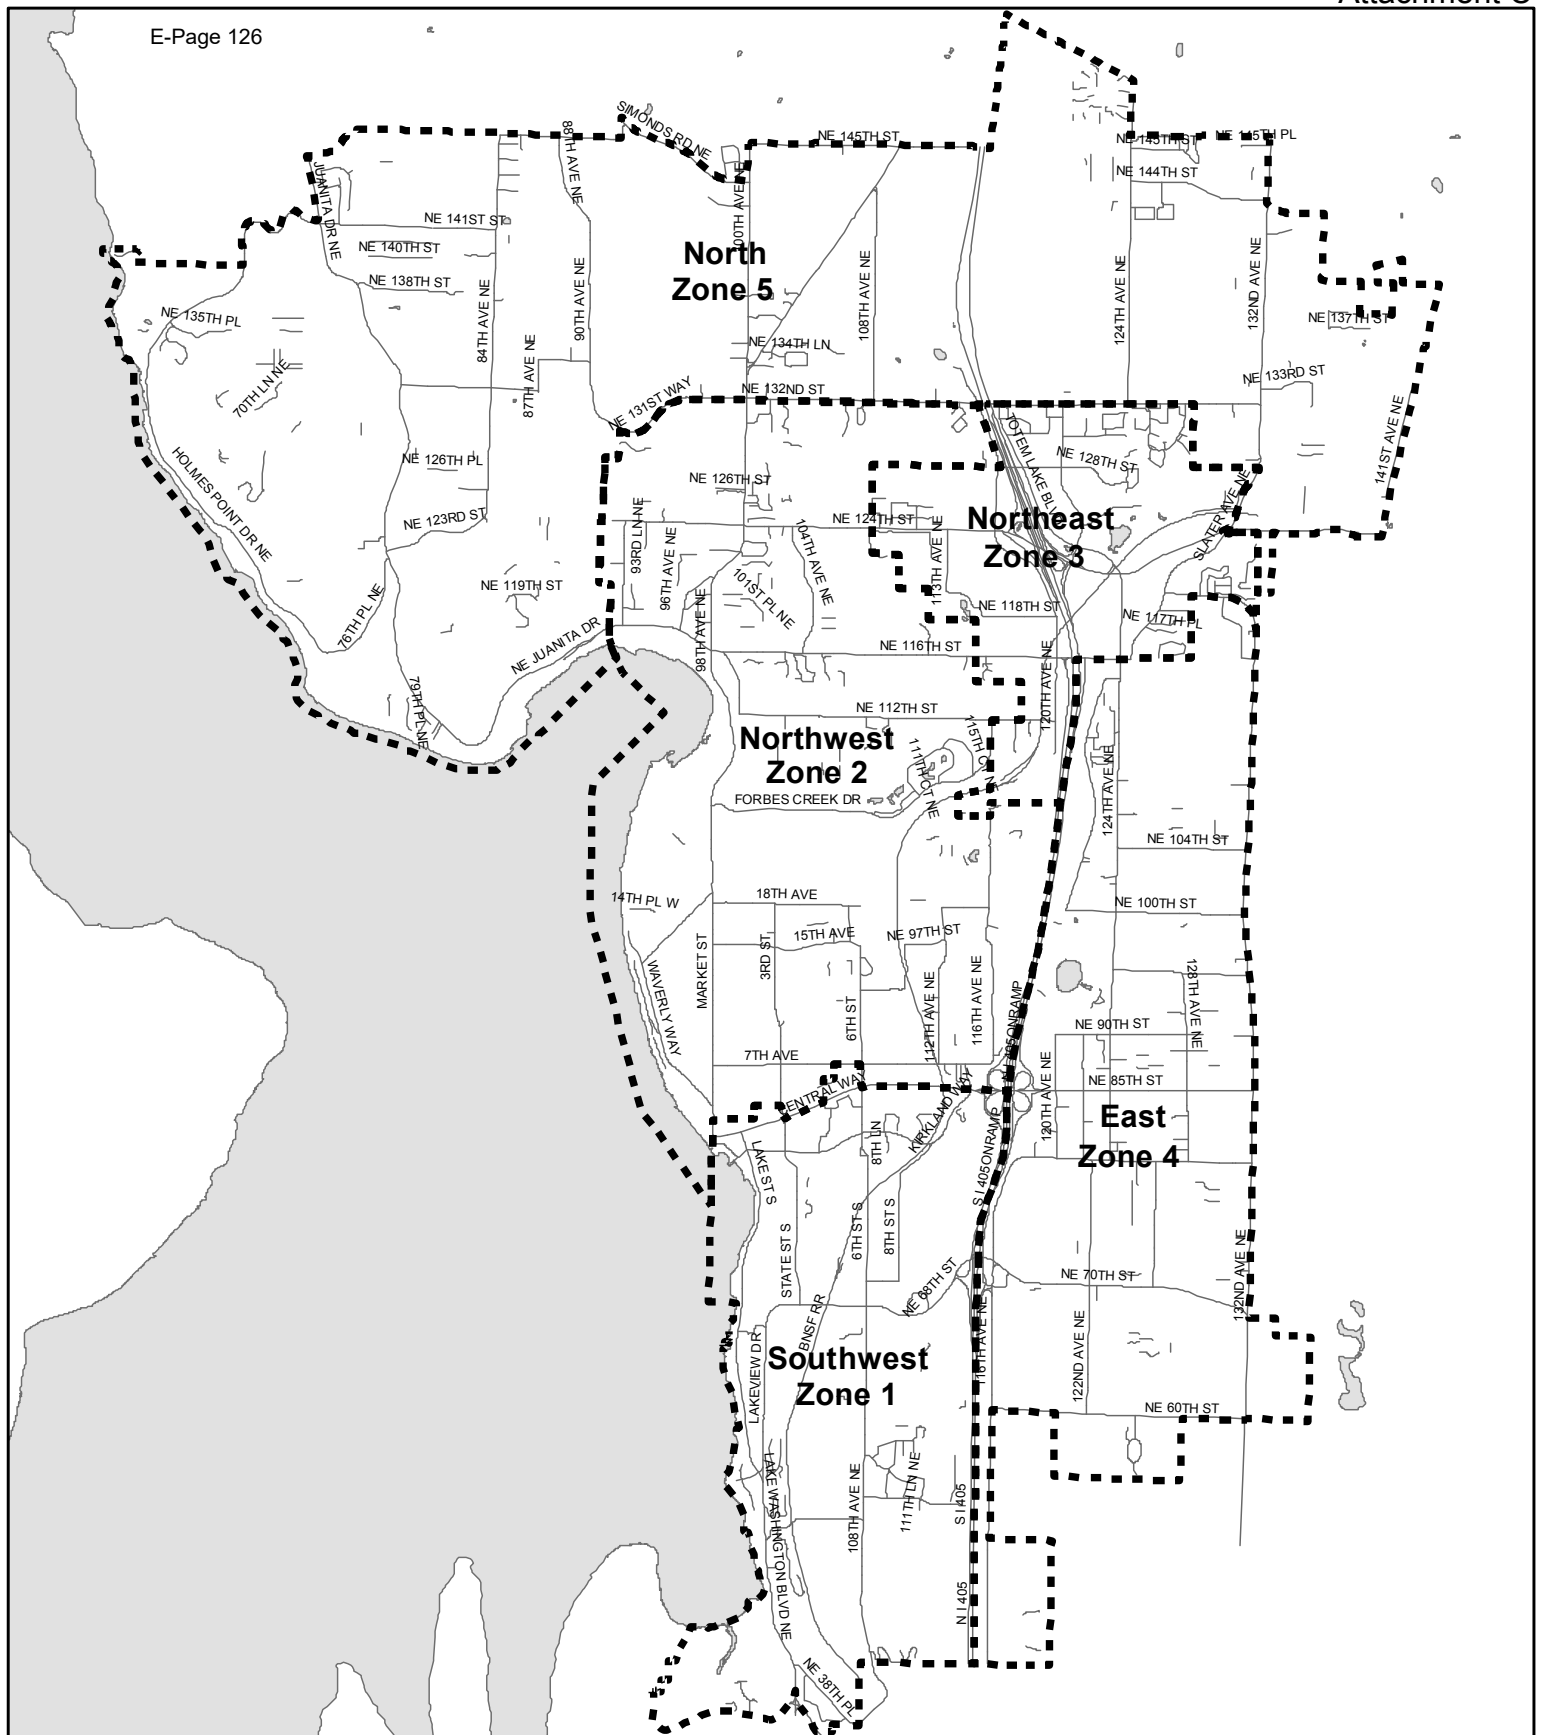 E-Page 126
SIMONDS RD NE
88TH AVE NE
NE 145TH ST
NE 145TH ST
NE 145TH PL
JUANITA DR NE
NE 144TH ST
100TH AVE NE
NE 141ST ST
NE 140TH ST
NE 138TH ST
North
Zone 5
90TH AVE NE
84TH AVE NE
108TH AVE NE
124TH AVE NE
132ND AVE NE
NE 135TH PL
NE 137TH ST
NE 134TH LN
87TH AVE NE
70TH LN NE
NE 133RD ST
NE 131ST WAY
NE 132ND ST
141ST AVE NE
TOTEM LAKE BLV
HOLMES POINT DR NE
NE 126TH PL
NE 128TH ST
NE 126TH ST
SLATER AVE NE
NE 123RD ST
93RD LN NE
NE 124TH ST
Northeast
Zone 3
96TH AVE NE
104TH AVE NE
113TH AVE NE
NE 119TH ST
101ST PL NE
NE 118TH ST
NE 117TH PL
76TH PL NE
NE JUANITA DR
98TH AVE NE
NE 116TH ST
120TH AVE NE
79TH PL NE
NE 112TH ST
Northwest
Zone 2
111TH CT NE
115TH CT NE
124TH AVE NE
FORBES CREEK DR
NE 104TH ST
14TH PL W
18TH AVE
NE 100TH ST
15TH AVE
NE 97TH ST
MARKET ST
3RD ST
WAVERLY WAY
6TH ST
112TH AVE NE
116TH AVE NE
128TH AVE NE
NE 90TH ST
7TH AVE
CENTRAL WAY
KIRKLAND WAY
120TH AVE NE
NE 85TH ST
East
Zone 4
8TH LN
LAKE ST S
S I 405 ONRAMP
STATE ST S
6TH ST S
8TH ST S
132ND AVE NE
NE 68TH ST
NE 70TH ST
BNSF RR
LAKEVIEW DR
Southwest
Zone 1
116TH AVE NE
122ND AVE NE
NE 60TH ST
LAKE WASHINGTON BLVD NE
108TH AVE NE
111TH LN NE
S I 405
N I 405
NE 38TH PL